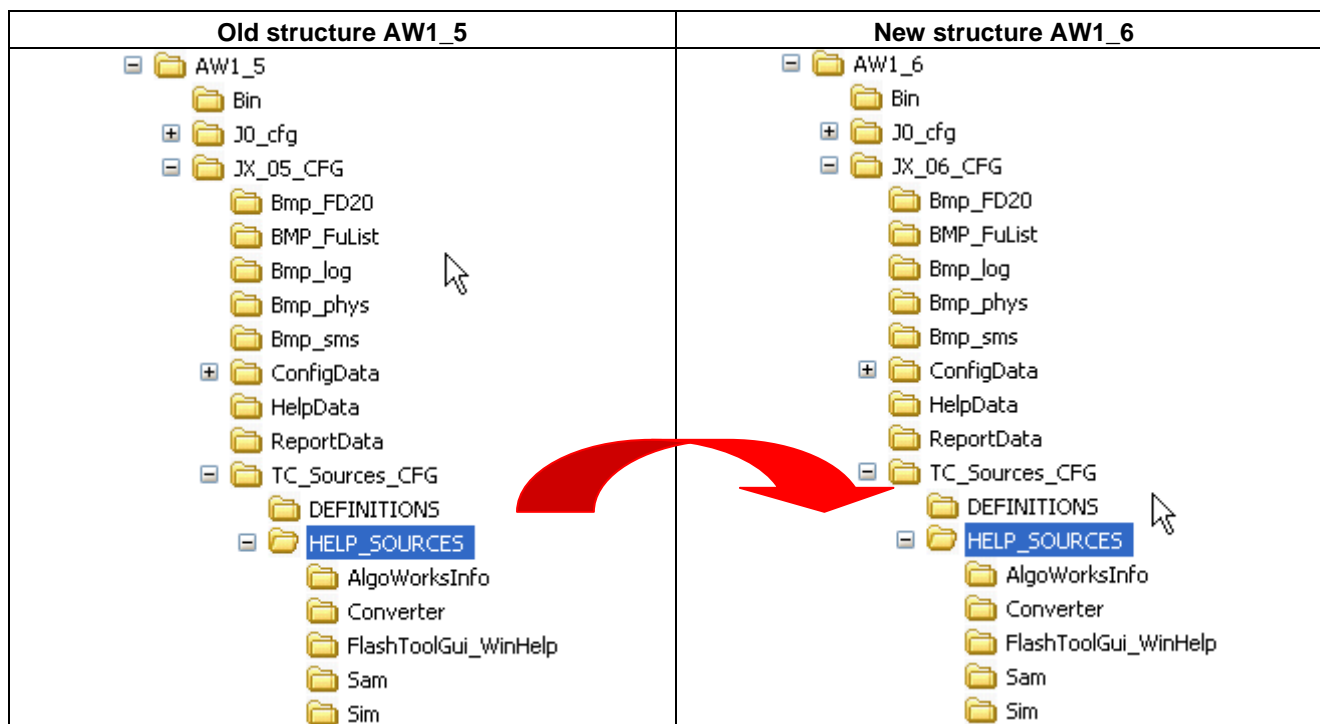 Old structure AW1_5
AW1_5
Bin
J0_cfg
JX_05_CFG
Bmp_FD20
BMP_FuList
Bmp_log
Bmp_phys
Bmp_sms
ConfigData
HelpData
ReportData
TC_Sources_CFG
DEFINITIONS
HELP_SOURCES
AlgoWorksInfo
Converter
FlashToolGui_WinHelp
Sam
Sim
New structure AW1_6
AW1_6
Bin
J0_cfg
JX_06_CFG
Bmp_FD20
BMP_FuList
Bmp_log
Bmp_phys
Bmp_sms
ConfigData
HelpData
ReportData
TC_Sources_CFG
DEFINITIONS
HELP_SOURCES
AlgoWorksInfo
Converter
FlashToolGui_WinHelp
Sam
Sim